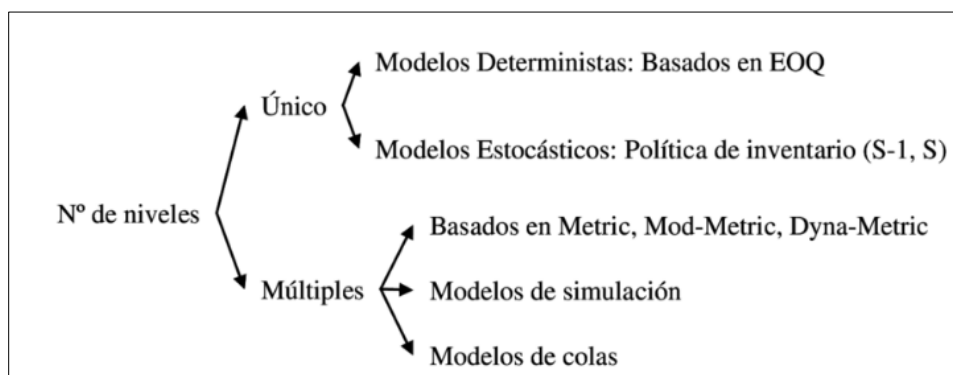 Modelos Deterministas: Basados en EOQ
Único
Modelos Estocásticos: Política de inventario (S-1, S)
Nº de niveles
Basados en Metric, Mod-Metric, Dyna-Metric
Múltiples
Modelos de simulación
Modelos de colas